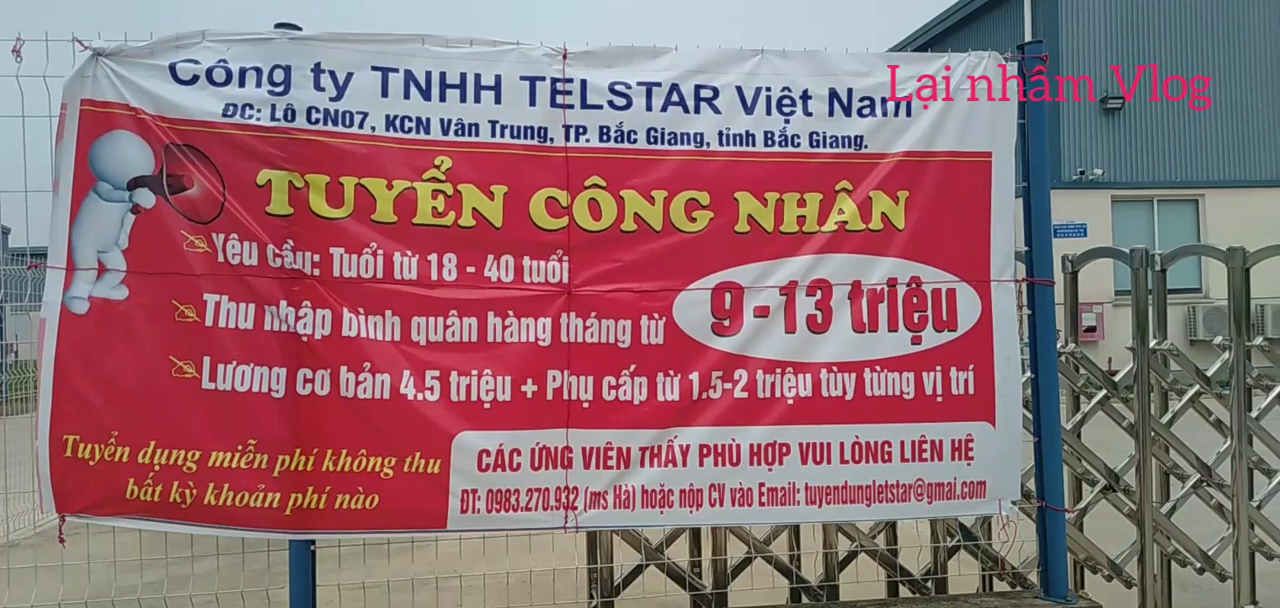 Công ty TNHH TELSTAR Việt Nam
Lại nhâm Vlog
ĐC: Lô CN07, KCN Vân Trung, TP. Bắc Giang, tỉnh Bắc Giang.
TUYỂN CÔNG NHÂN
Yêu cầu: Tuổi từ 18 - 40 tuổi
Thu nhập bình quân hàng tháng từ 9 -13 triệu
Lương cơ bản 4.5 triệu + Phụ cấp từ 1.5-2 triệu tùy từng vị trí
Tuyển dụng miễn phí không thu
bất kỳ khoản phí nào
CÁC ỨNG VIÊN THẤY PHÙ HỢP VUI LÒNG LIÊN HỆ
ĐT: 0983.270.932 (ms Hà) hoặc nộp CV vào Email: tuyendungletstar@gmai.com